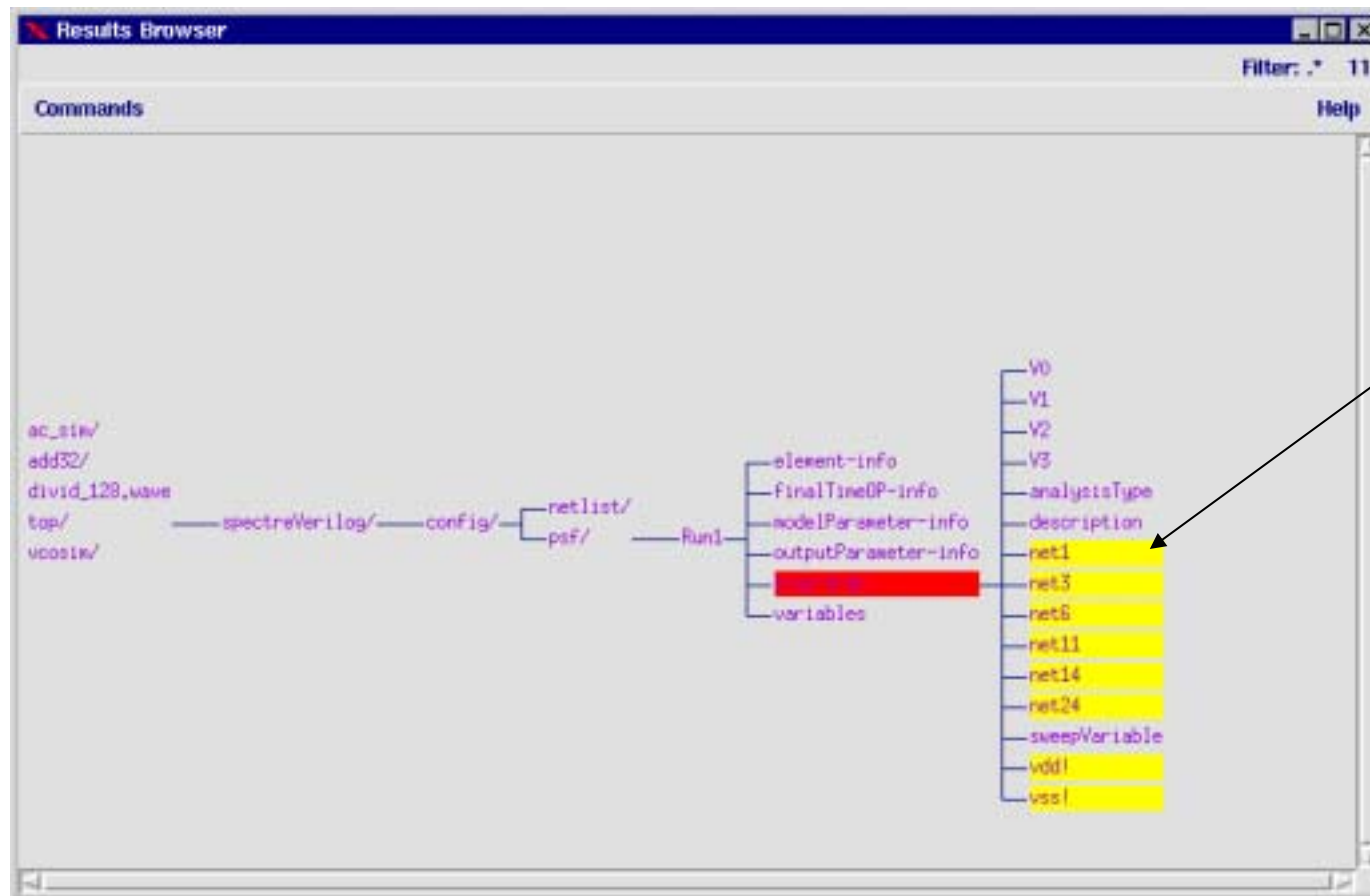 Results Browser
Filter: .* 11
Commands
Help
ac_sim/
add32/
divid_128,wave
top/
vcosim/
spectreVerilog/
config/
netlist/
psf/
Run1
element-info
finalTimeOP-info
modelParameter-info
outputParameter-info
variables
V0
V1
V2
V3
analysisType
description
net1
net3
net6
net11
net14
net24
sweepVariable
vdd!
vss!